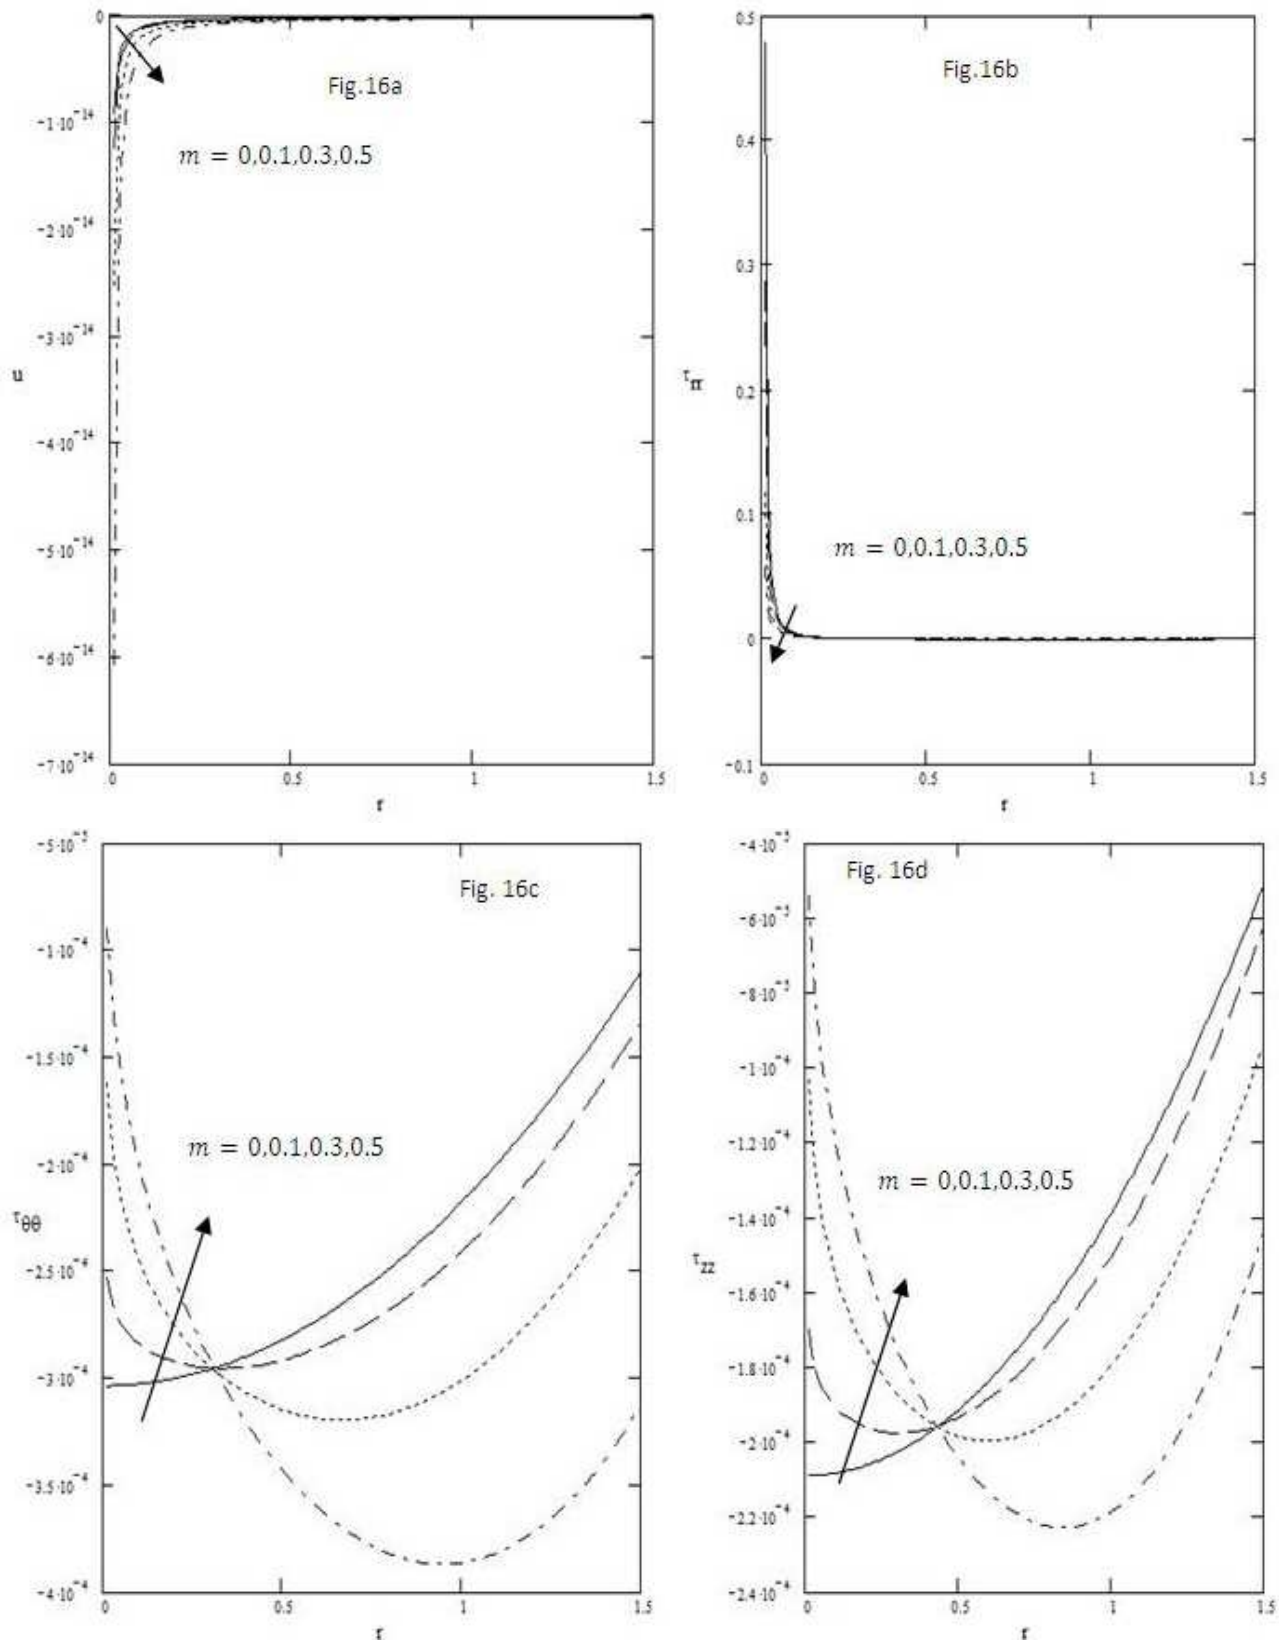 0
Fig.16a
−1·10⁻¹⁴
m = 0,0.1,0.3,0.5
−2·10⁻¹⁴
−3·10⁻¹⁴
u
−4·10⁻¹⁴
−5·10⁻¹⁴
−6·10⁻¹⁴
−7·10⁻¹⁴
0 0.5 1 1.5
r
0.5
Fig.16b
0.4
0.3
τrr
0.2
0.1
m = 0,0.1,0.3,0.5
0
−0.1
0 0.5 1 1.5
r
−5·10⁻⁵
Fig. 16c
−1·10⁻⁴
−1.5·10⁻⁴
m = 0,0.1,0.3,0.5
−2·10⁻⁴
τθθ
−2.5·10⁻⁴
−3·10⁻⁴
−3.5·10⁻⁴
−4·10⁻⁴
0 0.5 1 1.5
r
−4·10⁻⁵
Fig. 16d
−6·10⁻⁵
−8·10⁻⁵
−1·10⁻⁴
−1.2·10⁻⁴
m = 0,0.1,0.3,0.5
−1.4·10⁻⁴
τzz
−1.6·10⁻⁴
−1.8·10⁻⁴
−2·10⁻⁴
−2.2·10⁻⁴
−2.4·10⁻⁴
0 0.5 1 1.5
r